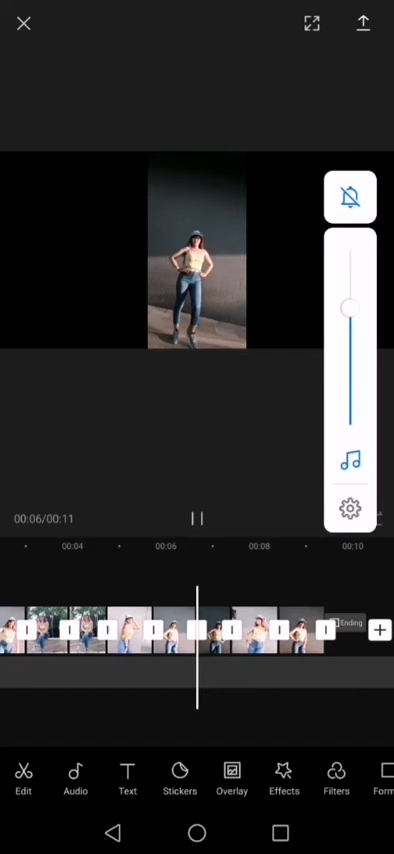 00:06/00:11
00:04 00:06 00:08 00:10
Ending
Edit Audio Text Stickers Overlay Effects Filters Form